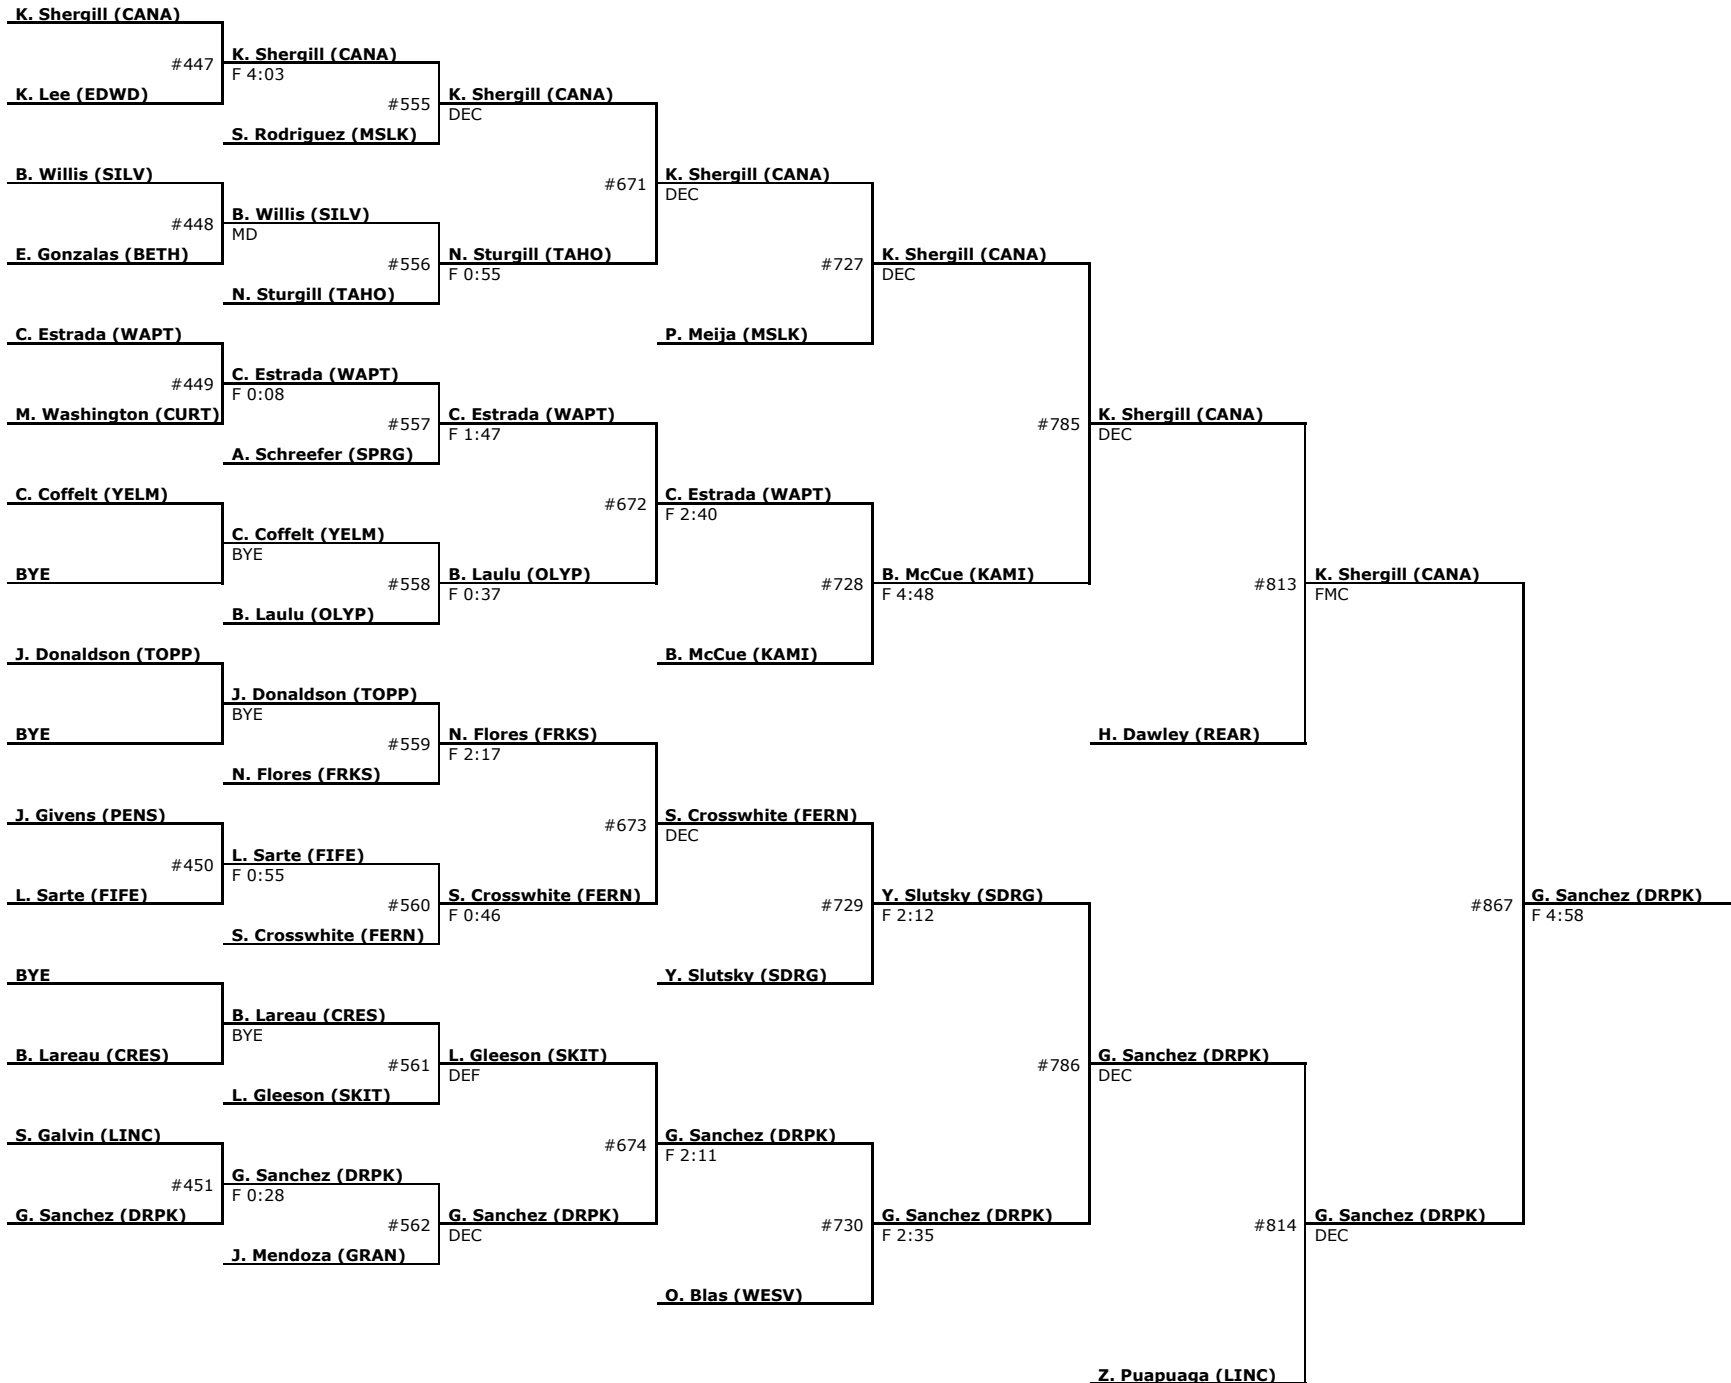 K. Shergill (CANA)
#447
K. Shergill (CANA)
F 4:03
K. Lee (EDWD)
#555
K. Shergill (CANA)
DEC
S. Rodriguez (MSLK)
B. Willis (SILV)
#671
K. Shergill (CANA)
DEC
#448
B. Willis (SILV)
MD
E. Gonzalas (BETH)
#556
N. Sturgill (TAHO)
F 0:55
#727
K. Shergill (CANA)
DEC
N. Sturgill (TAHO)
C. Estrada (WAPT)
P. Meija (MSLK)
#449
C. Estrada (WAPT)
F 0:08
M. Washington (CURT)
#557
C. Estrada (WAPT)
F 1:47
#785
K. Shergill (CANA)
DEC
A. Schreefer (SPRG)
C. Coffelt (YELM)
#672
C. Estrada (WAPT)
F 2:40
C. Coffelt (YELM)
BYE
BYE
#558
B. Laulu (OLYP)
F 0:37
#728
B. McCue (KAMI)
F 4:48
#813
K. Shergill (CANA)
FMC
B. Laulu (OLYP)
J. Donaldson (TOPP)
B. McCue (KAMI)
J. Donaldson (TOPP)
BYE
BYE
#559
N. Flores (FRKS)
F 2:17
H. Dawley (REAR)
N. Flores (FRKS)
J. Givens (PENS)
#673
S. Crosswhite (FERN)
DEC
#450
L. Sarte (FIFE)
F 0:55
L. Sarte (FIFE)
#560
S. Crosswhite (FERN)
F 0:46
#729
Y. Slutsky (SDRG)
F 2:12
#867
G. Sanchez (DRPK)
F 4:58
S. Crosswhite (FERN)
BYE
Y. Slutsky (SDRG)
B. Lareau (CRES)
BYE
B. Lareau (CRES)
#561
L. Gleeson (SKIT)
DEF
#786
G. Sanchez (DRPK)
DEC
L. Gleeson (SKIT)
S. Galvin (LINC)
#674
G. Sanchez (DRPK)
F 2:11
#451
G. Sanchez (DRPK)
F 0:28
G. Sanchez (DRPK)
#562
G. Sanchez (DRPK)
DEC
#730
G. Sanchez (DRPK)
F 2:35
#814
G. Sanchez (DRPK)
DEC
J. Mendoza (GRAN)
O. Blas (WESV)
Z. Puapuaga (LINC)